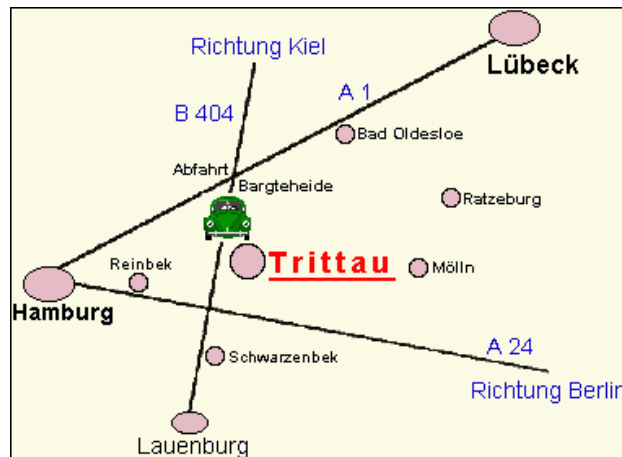 Richtung Kiel
Lübeck
A 1
B 404
Bad Oldesloe
Abfahrt
Bargteheide
Ratzeburg
Trittau
Reinbek
Mölln
Hamburg
A 24
Schwarzenbek
Richtung Berlin
Lauenburg